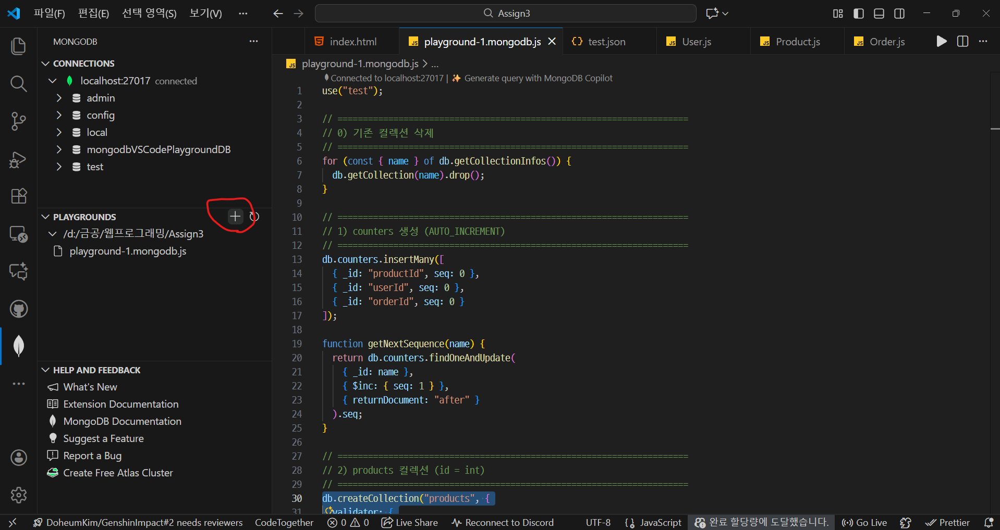 파일(F) 편집(E) 선택 영역(S) 보기(V) ··· Assign3
MONGODB ···
CONNECTIONS
localhost:27017 connected
admin
config
local
mongodbVSCodePlaygroundDB
test
PLAYGROUNDS
/d:/금공/웹프로그래밍/Assign3
playground-1.mongodb.js
HELP AND FEEDBACK
What's New
Extension Documentation
MongoDB Documentation
Suggest a Feature
Report a Bug
Create Free Atlas Cluster
index.html playground-1.mongodb.js test.json User.js Product.js Order.js ···
playground-1.mongodb.js > ...
Connected to localhost:27017 | ✨ Generate query with MongoDB Copilot
1 use("test");
2
3 // =====================================================================
4 // 0) 기존 컬렉션 삭제
5 // =====================================================================
6 for (const { name } of db.getCollectionInfos()) {
7 db.getCollection(name).drop();
8 }
9
10 // =====================================================================
11 // 1) counters 생성 (AUTO_INCREMENT)
12 // =====================================================================
13 db.counters.insertMany([
14 { _id: "productId", seq: 0 },
15 { _id: "userId", seq: 0 },
16 { _id: "orderId", seq: 0 }
17 ]);
18
19 function getNextSequence(name) {
20 return db.counters.findOneAndUpdate(
21 { _id: name },
22 { $inc: { seq: 1 } },
23 { returnDocument: "after" }
24 ).seq;
25 }
26
27 // =====================================================================
28 // 2) products 컬렉션 (id = int)
29 // =====================================================================
30 db.createCollection("products", {
31 validator: {
DoheumKim/GenshinImpact#2 needs reviewers CodeTogether 0 0 Live Share Reconnect to Discord UTF-8 {} JavaScript 완료 할당량에 도달했습니다. Go Live Prettier